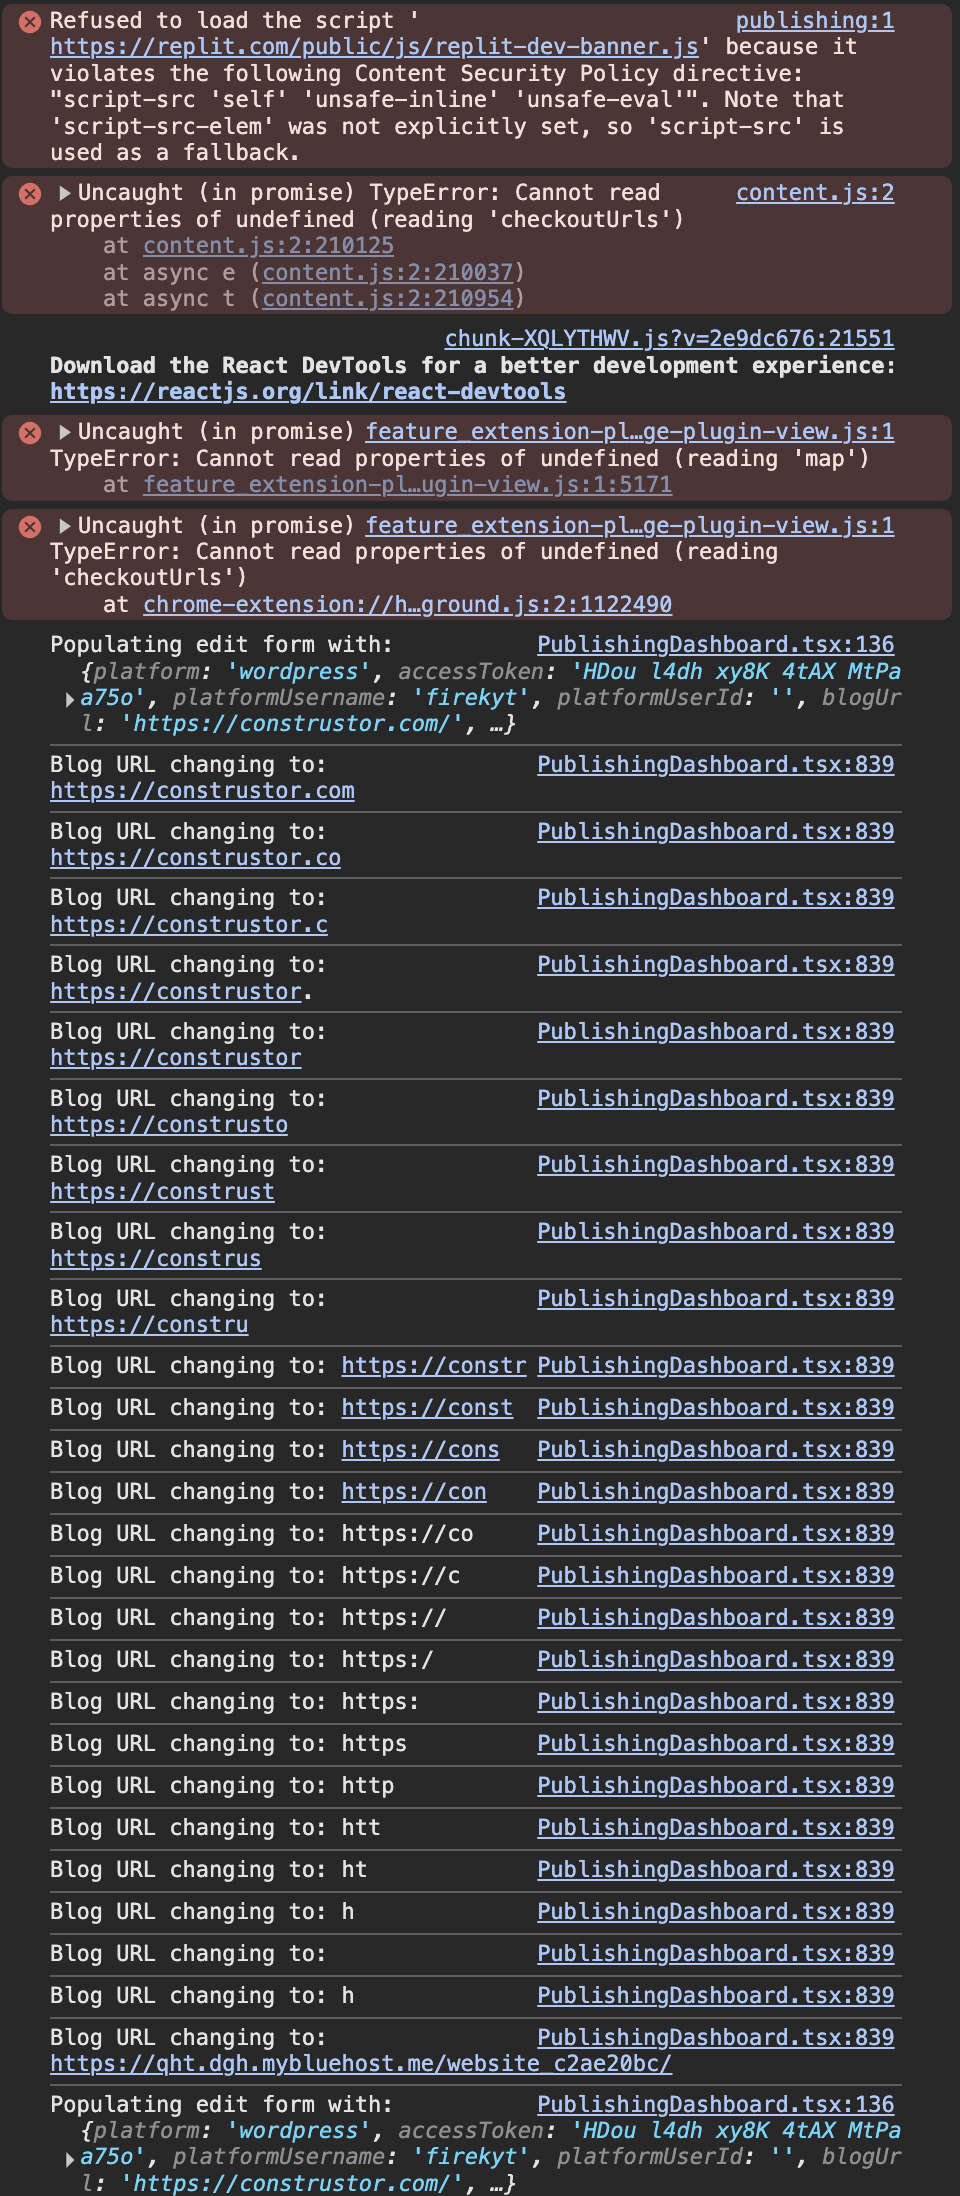 Refused to load the script ' publishing:1
https://replit.com/public/js/replit-dev-banner.js' because it
violates the following Content Security Policy directive:
"script-src 'self' 'unsafe-inline' 'unsafe-eval'". Note that
'script-src-elem' was not explicitly set, so 'script-src' is
used as a fallback.
Uncaught (in promise) TypeError: Cannot read content.js:2
properties of undefined (reading 'checkoutUrls')
at content.js:2:210125
at async e (content.js:2:210037)
at async t (content.js:2:210954)
chunk-XQLYTHWV.js?v=2e9dc676:21551
Download the React DevTools for a better development experience:
https://reactjs.org/link/react-devtools
Uncaught (in promise) feature_extension-pl…ge-plugin-view.js:1
TypeError: Cannot read properties of undefined (reading 'map')
at feature_extension-pl…ugin-view.js:1:5171
Uncaught (in promise) feature_extension-pl…ge-plugin-view.js:1
TypeError: Cannot read properties of undefined (reading
'checkoutUrls')
at chrome-extension://h…ground.js:2:1122490
Populating edit form with: PublishingDashboard.tsx:136
{platform: 'wordpress', accessToken: 'HDou l4dh xy8K 4tAX MtPa
a75o', platformUsername: 'firekyt', platformUserId: '', blogUr
l: 'https://construstor.com/', …}
Blog URL changing to: PublishingDashboard.tsx:839
https://construstor.com
Blog URL changing to: PublishingDashboard.tsx:839
https://construstor.co
Blog URL changing to: PublishingDashboard.tsx:839
https://construstor.c
Blog URL changing to: PublishingDashboard.tsx:839
https://construstor.
Blog URL changing to: PublishingDashboard.tsx:839
https://construstor
Blog URL changing to: PublishingDashboard.tsx:839
https://construsto
Blog URL changing to: PublishingDashboard.tsx:839
https://construst
Blog URL changing to: PublishingDashboard.tsx:839
https://construs
Blog URL changing to: PublishingDashboard.tsx:839
https://constru
Blog URL changing to: https://constr PublishingDashboard.tsx:839
Blog URL changing to: https://const PublishingDashboard.tsx:839
Blog URL changing to: https://cons PublishingDashboard.tsx:839
Blog URL changing to: https://con PublishingDashboard.tsx:839
Blog URL changing to: https://co PublishingDashboard.tsx:839
Blog URL changing to: https://c PublishingDashboard.tsx:839
Blog URL changing to: https:// PublishingDashboard.tsx:839
Blog URL changing to: https:/ PublishingDashboard.tsx:839
Blog URL changing to: https: PublishingDashboard.tsx:839
Blog URL changing to: https PublishingDashboard.tsx:839
Blog URL changing to: http PublishingDashboard.tsx:839
Blog URL changing to: htt PublishingDashboard.tsx:839
Blog URL changing to: ht PublishingDashboard.tsx:839
Blog URL changing to: h PublishingDashboard.tsx:839
Blog URL changing to: PublishingDashboard.tsx:839
Blog URL changing to: h PublishingDashboard.tsx:839
Blog URL changing to: PublishingDashboard.tsx:839
https://qht.dgh.mybluehost.me/website_c2ae20bc/
Populating edit form with: PublishingDashboard.tsx:136
{platform: 'wordpress', accessToken: 'HDou l4dh xy8K 4tAX MtPa
a75o', platformUsername: 'firekyt', platformUserId: '', blogUr
l: 'https://construstor.com/', …}